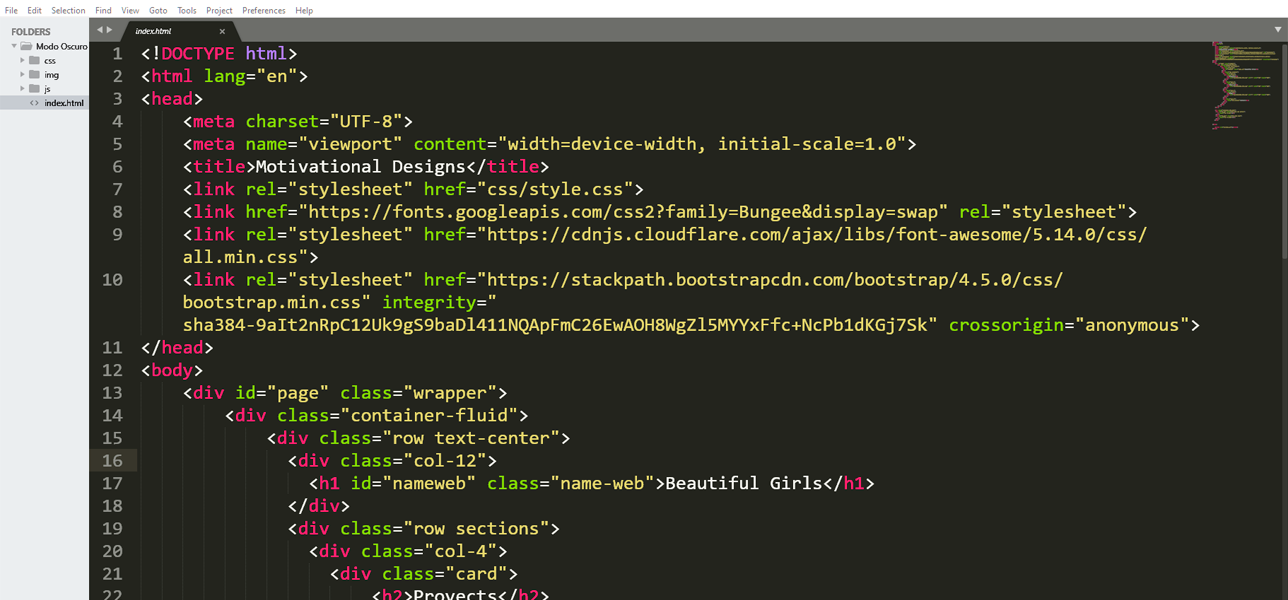 File Edit Selection Find View Goto Tools Project Preferences Help
FOLDERS
Modo Oscuro
css
img
js
<> index.html
index.html ×
1 <!DOCTYPE html>
2 <html lang="en">
3 <head>
4 <meta charset="UTF-8">
5 <meta name="viewport" content="width=device-width, initial-scale=1.0">
6 <title>Motivational Designs</title>
7 <link rel="stylesheet" href="css/style.css">
8 <link href="https://fonts.googleapis.com/css2?family=Bungee&display=swap" rel="stylesheet">
9 <link rel="stylesheet" href="https://cdnjs.cloudflare.com/ajax/libs/font-awesome/5.14.0/css/
all.min.css">
10 <link rel="stylesheet" href="https://stackpath.bootstrapcdn.com/bootstrap/4.5.0/css/
bootstrap.min.css" integrity="
sha384-9aIt2nRpC12Uk9gS9baDl411NQApFmC26EwAOH8WgZl5MYYxFfc+NcPb1dKGj7Sk" crossorigin="anonymous">
11 </head>
12 <body>
13 <div id="page" class="wrapper">
14 <div class="container-fluid">
15 <div class="row text-center">
16 <div class="col-12">
17 <h1 id="nameweb" class="name-web">Beautiful Girls</h1>
18 </div>
19 <div class="row sections">
20 <div class="col-4">
21 <div class="card">
22 <h2>Proyects</h2>